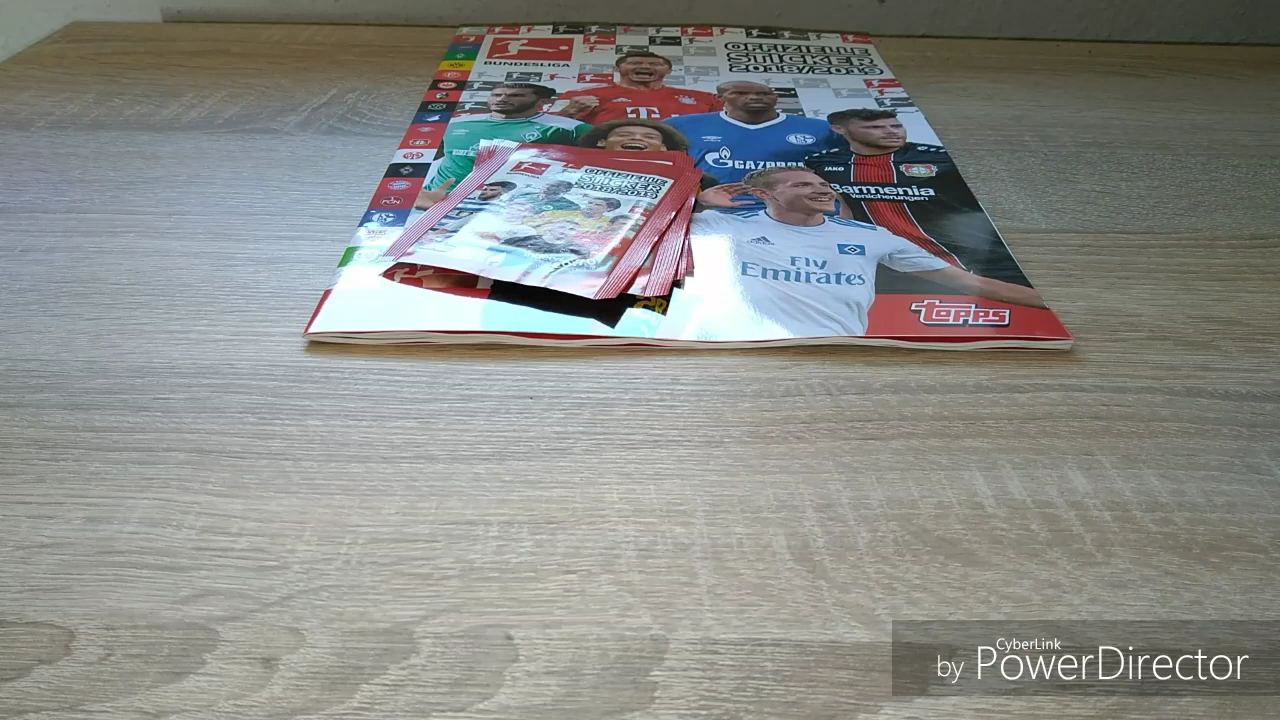 BUNDESLIGA
OFFIZIELLE
STICKER
2018/2019
GAZPROM
JAKO
Barmenia
Versicherungen
OFFIZIELLE
STICKER
2018/2019
Fly
Emirates
adidas
topps
CyberLink
by PowerDirector